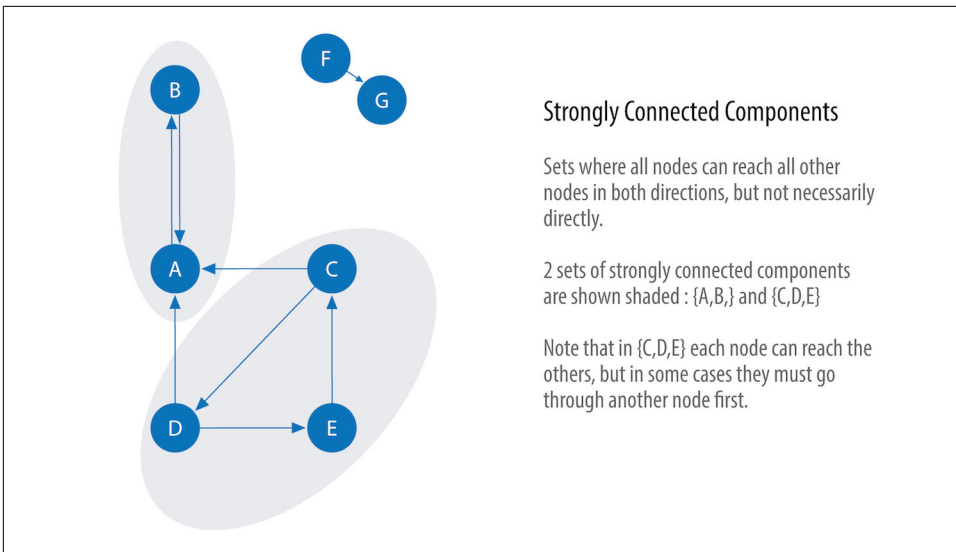 F
B
G
Strongly Connected Components
Sets where all nodes can reach all other
nodes in both directions, but not necessarily
directly.
2 sets of strongly connected components
are shown shaded : {A,B,} and {C,D,E}
Note that in {C,D,E} each node can reach the
others, but in some cases they must go
through another node first.
A
C
D
E